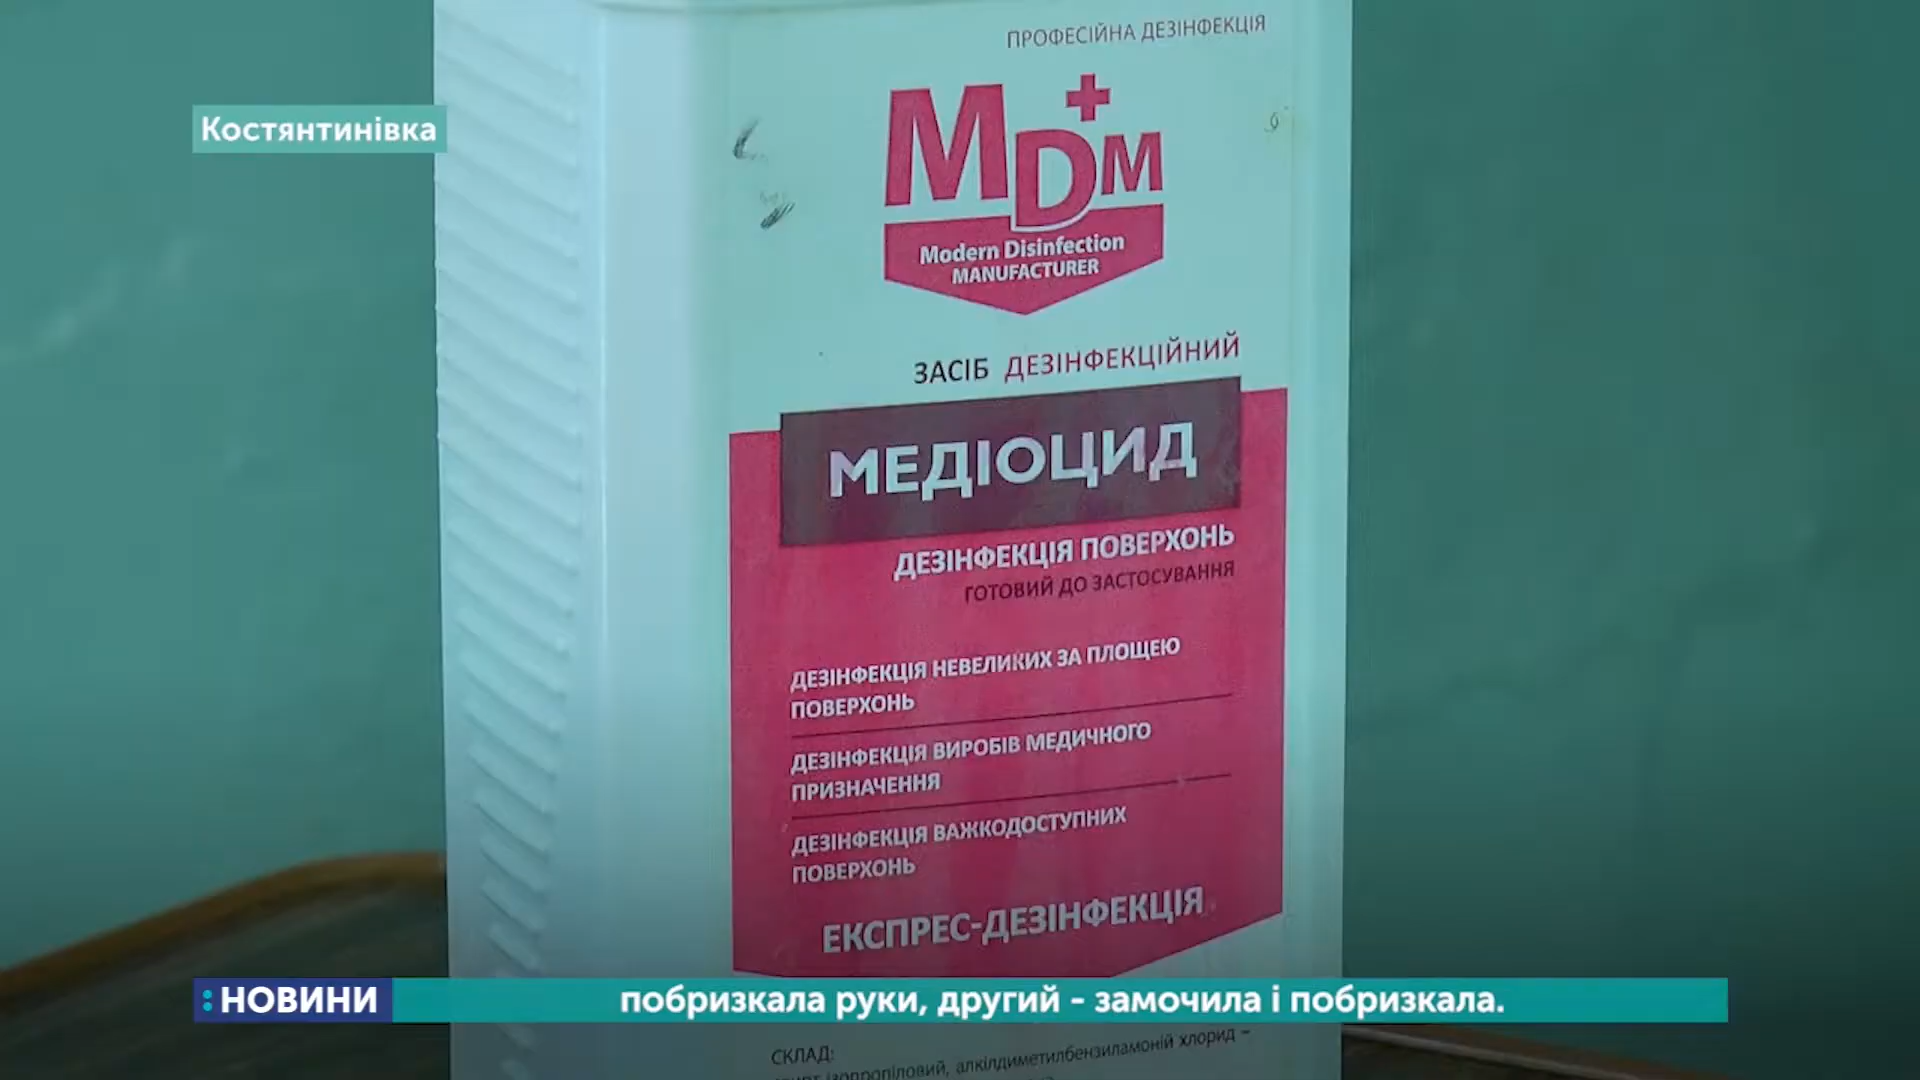 ПРОФЕСІЙНА ДЕЗІНФЕКЦІЯ
Костянтинівка
MDM
Modern Disinfection
MANUFACTURER
ЗАСІБ ДЕЗІНФЕКЦІЙНИЙ
МЕДІОЦИД
ДЕЗІНФЕКЦІЯ ПОВЕРХОНЬ
ГОТОВИЙ ДО ЗАСТОСУВАННЯ
ДЕЗІНФЕКЦІЯ НЕВЕЛИКИХ ЗА ПЛОЩЕЮ
ПОВЕРХОНЬ
ДЕЗІНФЕКЦІЯ ВИРОБІВ МЕДИЧНОГО
ПРИЗНАЧЕННЯ
ДЕЗІНФЕКЦІЯ ВАЖКОДОСТУПНИХ
ПОВЕРХОНЬ
ЕКСПРЕС-ДЕЗІНФЕКЦІЯ
:НОВИНИ
побризкала руки, другий - замочила і побризкала.
СКЛАД:
ізопропіловий, алкілдиметилбензиламоній хлорид –